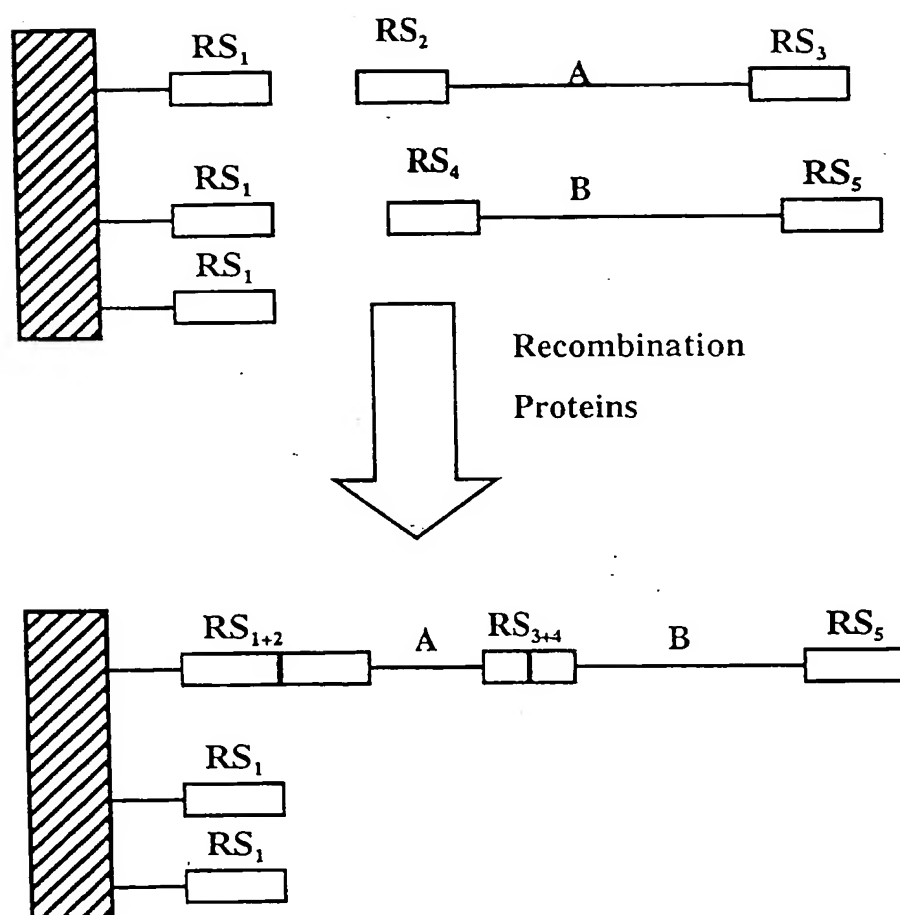 RS₁ RS₂ A RS₃
RS₁ RS₄ B RS₅
RS₁
Recombination
Proteins
RS₁₊₂ A RS₃₊₄ B RS₅
RS₁
RS₁